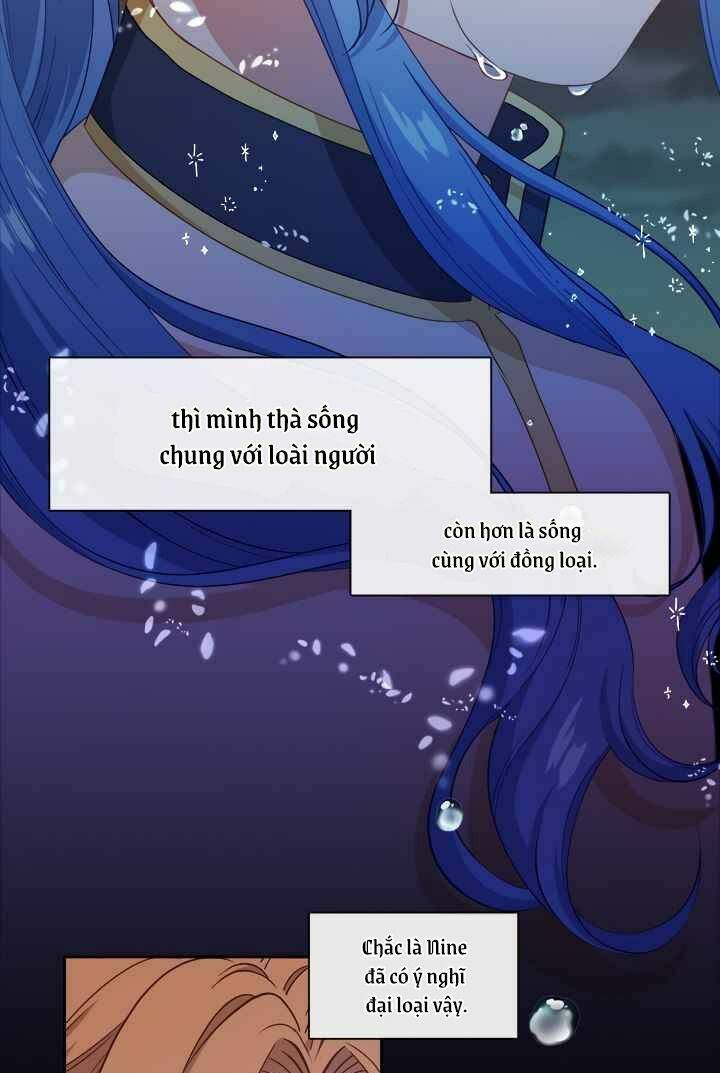 thì mình thà sống
chung với loài người
còn hơn là sống
cùng với đồng loại.
Chắc là Nine
đã có ý nghĩ
đại loại vậy.